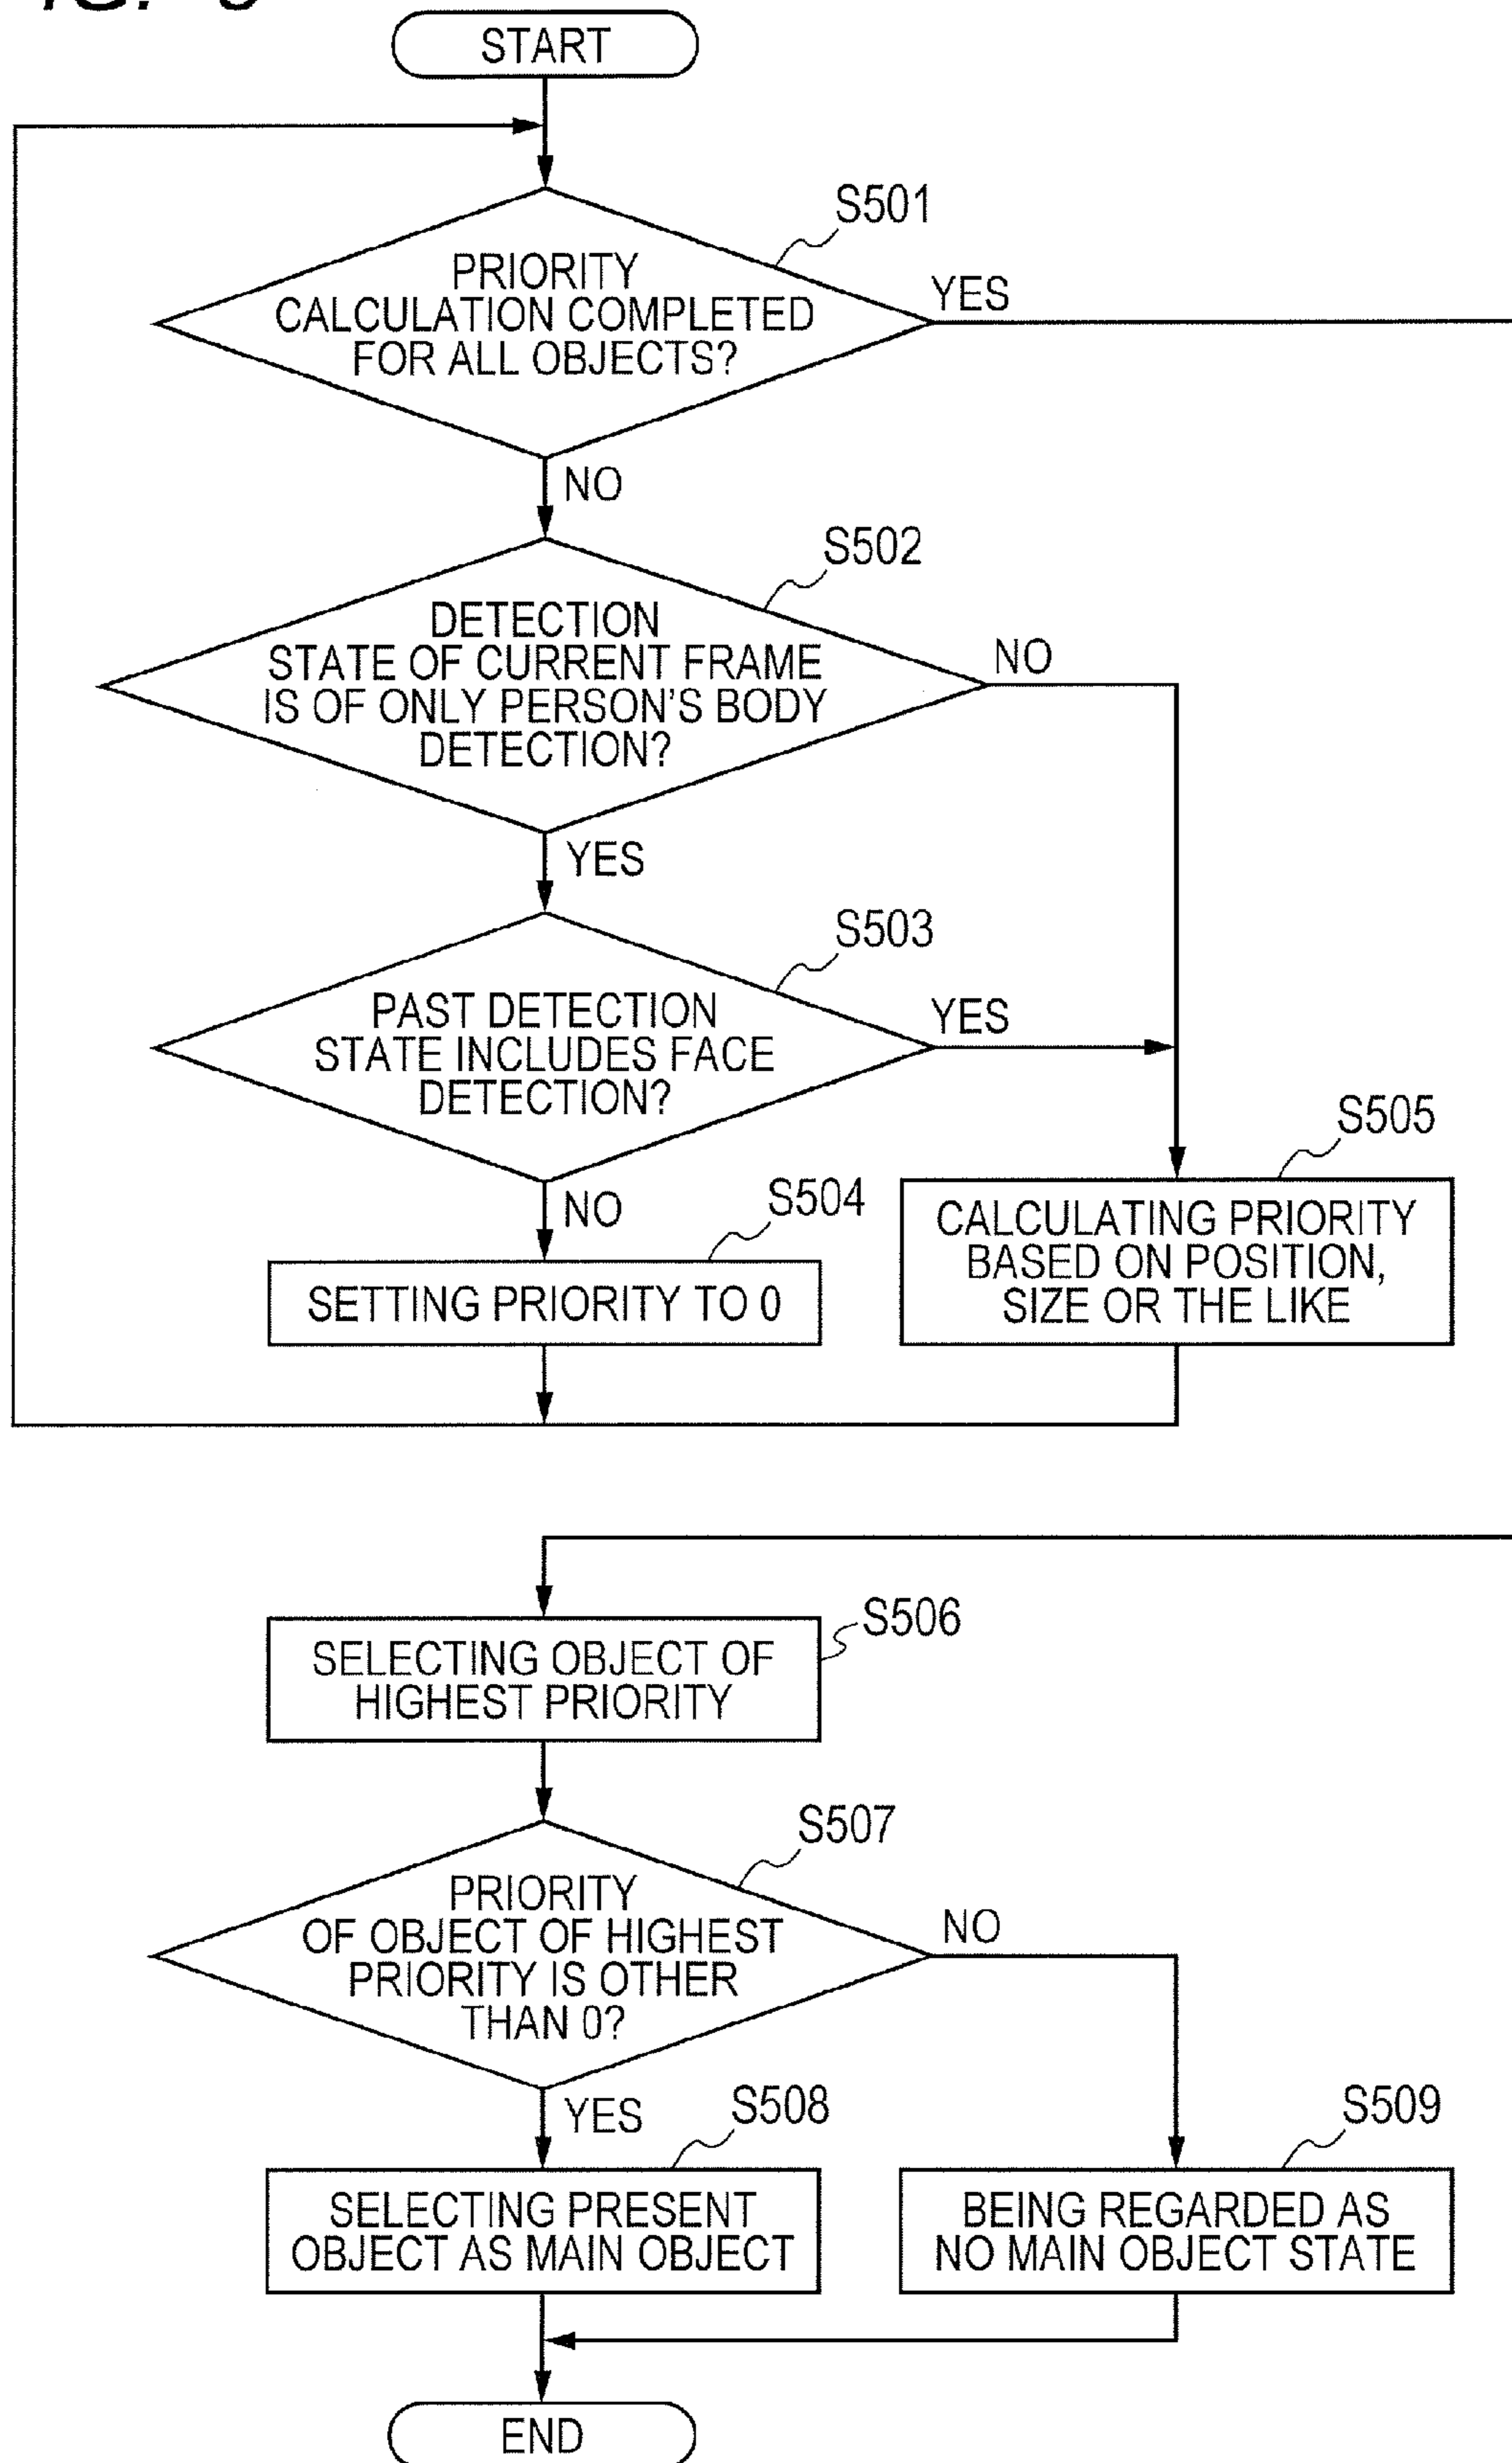 START
S501
PRIORITY
CALCULATION COMPLETED
FOR ALL OBJECTS?
YES
NO
S502
DETECTION
STATE OF CURRENT FRAME
IS OF ONLY PERSON'S BODY
DETECTION?
NO
YES
S503
PAST DETECTION
STATE INCLUDES FACE
DETECTION?
YES
NO
S504
SETTING PRIORITY TO 0
S505
CALCULATING PRIORITY
BASED ON POSITION,
SIZE OR THE LIKE
S506
SELECTING OBJECT OF
HIGHEST PRIORITY
S507
PRIORITY
OF OBJECT OF HIGHEST
PRIORITY IS OTHER
THAN 0?
NO
YES
S508
SELECTING PRESENT
OBJECT AS MAIN OBJECT
S509
BEING REGARDED AS
NO MAIN OBJECT STATE
END